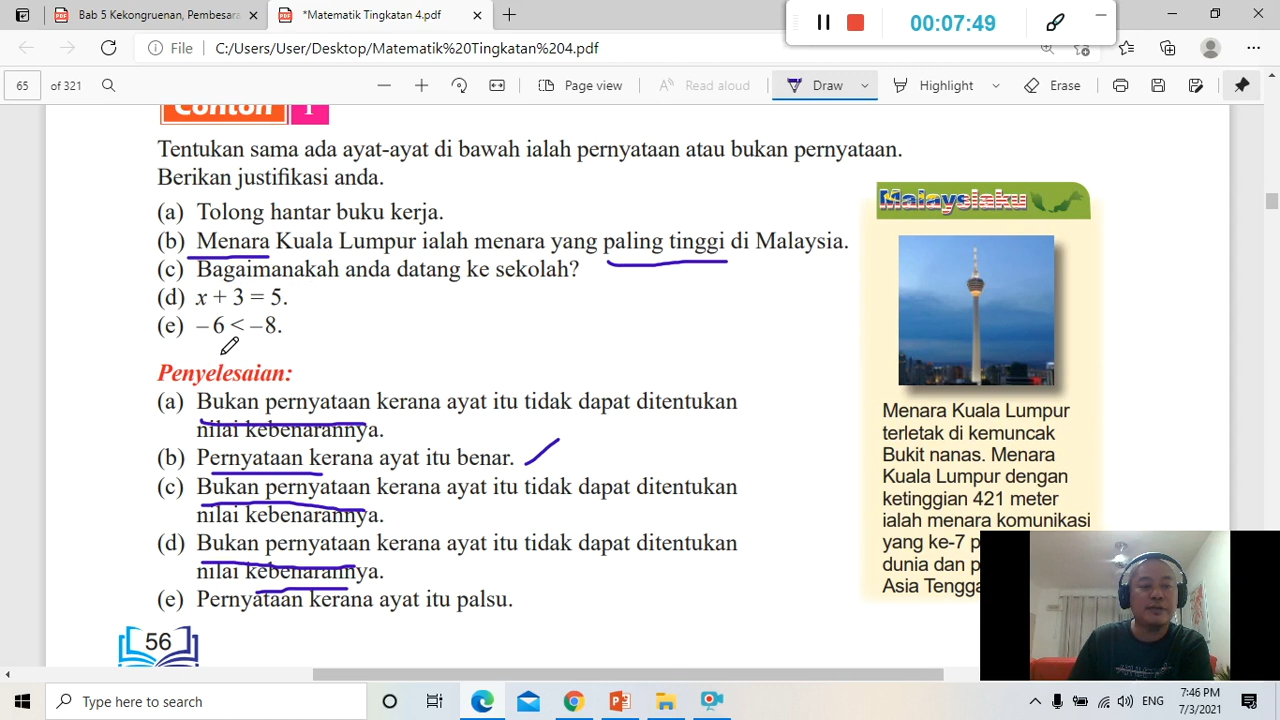 Bab 5 Kekongruenan, Pembesara
*Matematik Tingkatan 4.pdf
00:07:49
File
C:/Users/User/Desktop/Matematik%20Tingkatan%204.pdf
65 of 321
Page view
Read aloud
Draw
Highlight
Erase
Contoh 1
Tentukan sama ada ayat-ayat di bawah ialah pernyataan atau bukan pernyataan.
Berikan justifikasi anda.
(a) Tolong hantar buku kerja.
(b) Menara Kuala Lumpur ialah menara yang paling tinggi di Malaysia.
(c) Bagaimanakah anda datang ke sekolah?
(d) x + 3 = 5.
(e) –6 < –8.
Penyelesaian:
(a) Bukan pernyataan kerana ayat itu tidak dapat ditentukan
nilai kebenarannya.
(b) Pernyataan kerana ayat itu benar.
(c) Bukan pernyataan kerana ayat itu tidak dapat ditentukan
nilai kebenarannya.
(d) Bukan pernyataan kerana ayat itu tidak dapat ditentukan
nilai kebenarannya.
(e) Pernyataan kerana ayat itu palsu.
56
Malaysiaku
Menara Kuala Lumpur
terletak di kemuncak
Bukit nanas. Menara
Kuala Lumpur dengan
ketinggian 421 meter
ialah menara komunikasi
yang ke-7 p
dunia dan p
Asia Tengga
Type here to search
ENG
7:46 PM
7/3/2021